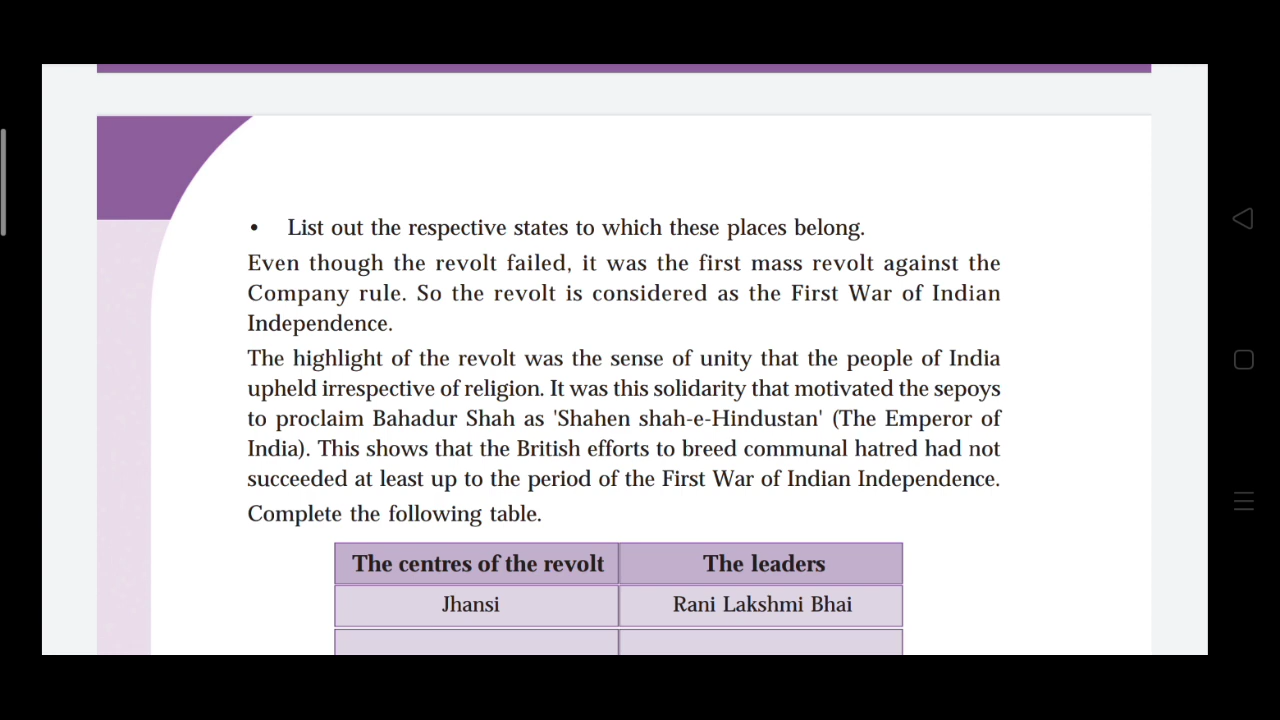 • List out the respective states to which these places belong.
Even though the revolt failed, it was the first mass revolt against the
Company rule. So the revolt is considered as the First War of Indian
Independence.
The highlight of the revolt was the sense of unity that the people of India
upheld irrespective of religion. It was this solidarity that motivated the sepoys
to proclaim Bahadur Shah as 'Shahen shah-e-Hindustan' (The Emperor of
India). This shows that the British efforts to breed communal hatred had not
succeeded at least up to the period of the First War of Indian Independence.
Complete the following table.
The centres of the revolt The leaders
Jhansi Rani Lakshmi Bhai